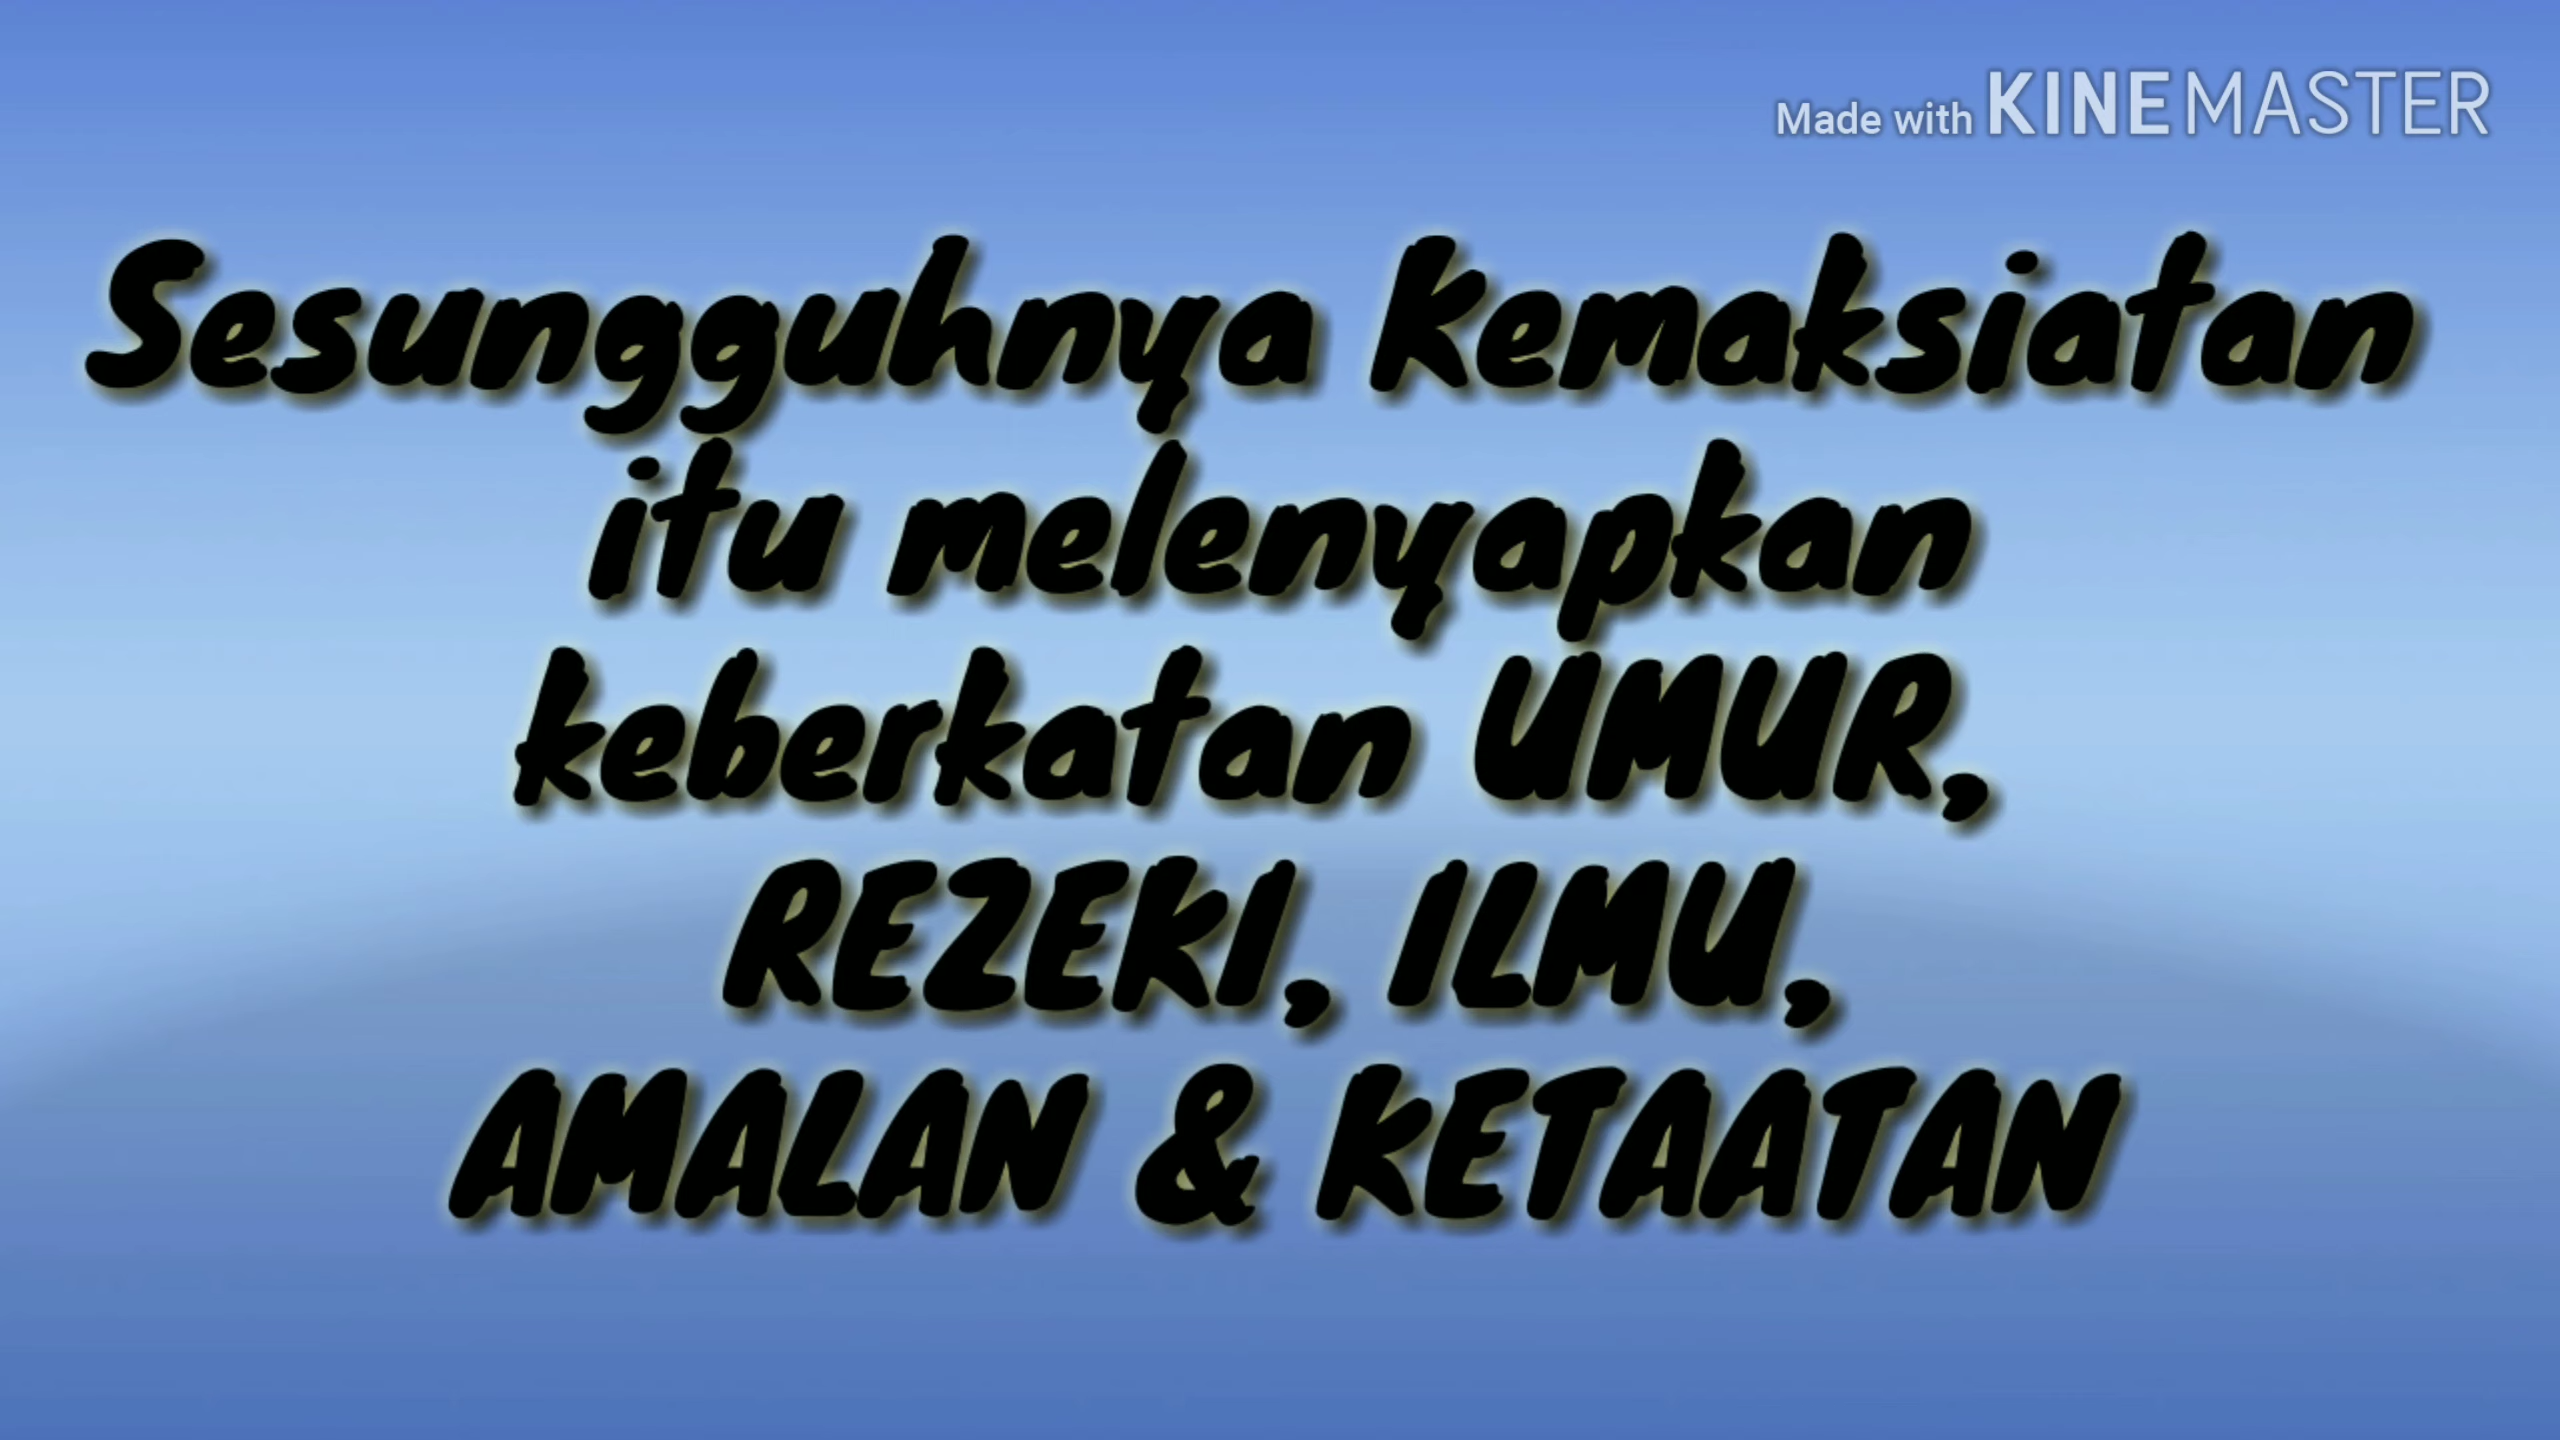 Made with KINEMASTER
Sesungguhnya Kemaksiatan
itu melenyapkan
keberkatan UMUR,
REZEKI, ILMU,
AMALAN & KETAATAN